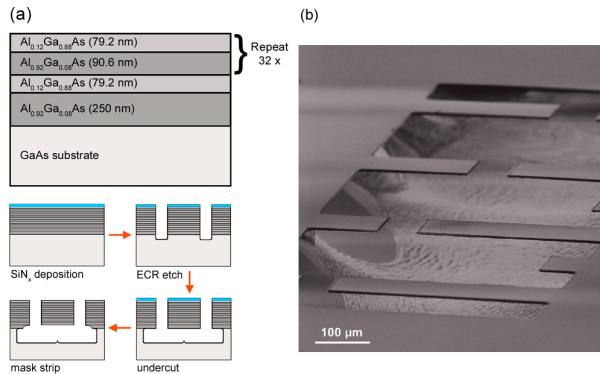 (a)
Al0.12Ga0.88As (79.2 nm)
Al0.92Ga0.08As (90.6 nm)
Al0.12Ga0.88As (79.2 nm)
Al0.92Ga0.08As (250 nm)
GaAs substrate
Repeat
32 x
SiNx deposition
ECR etch
mask strip
undercut
(b)
100 µm